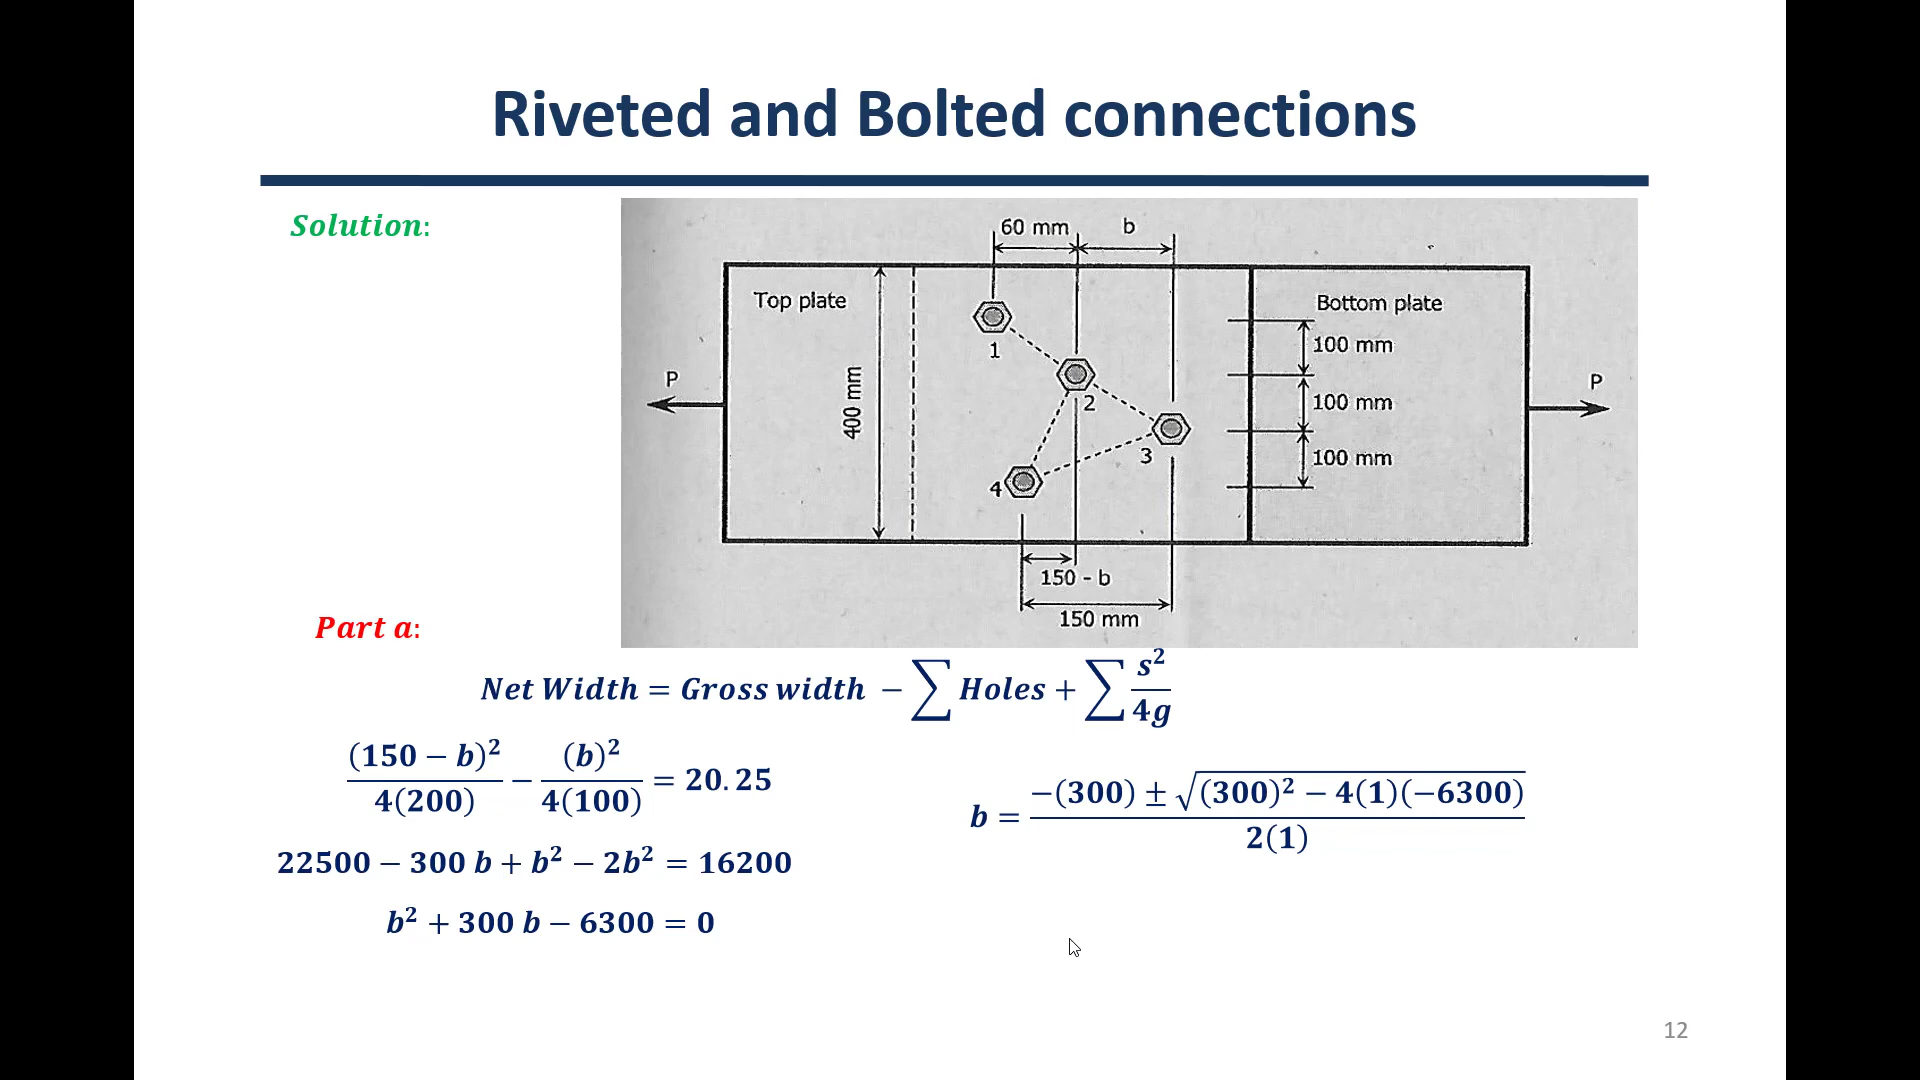 Riveted and Bolted connections
Solution:
60 mm b
Top plate
Bottom plate
1
100 mm
P
P
400 mm
2
100 mm
3
100 mm
4
150 - b
150 mm
Part a:
Net Width = Gross width − ∑ Holes + ∑ s²/4g
(150 − b)²/4(200) − (b)²/4(100) = 20.25
b = −(300) ± √((300)² − 4(1)(−6300))/2(1)
22500 − 300 b + b² − 2b² = 16200
b² + 300 b − 6300 = 0
12